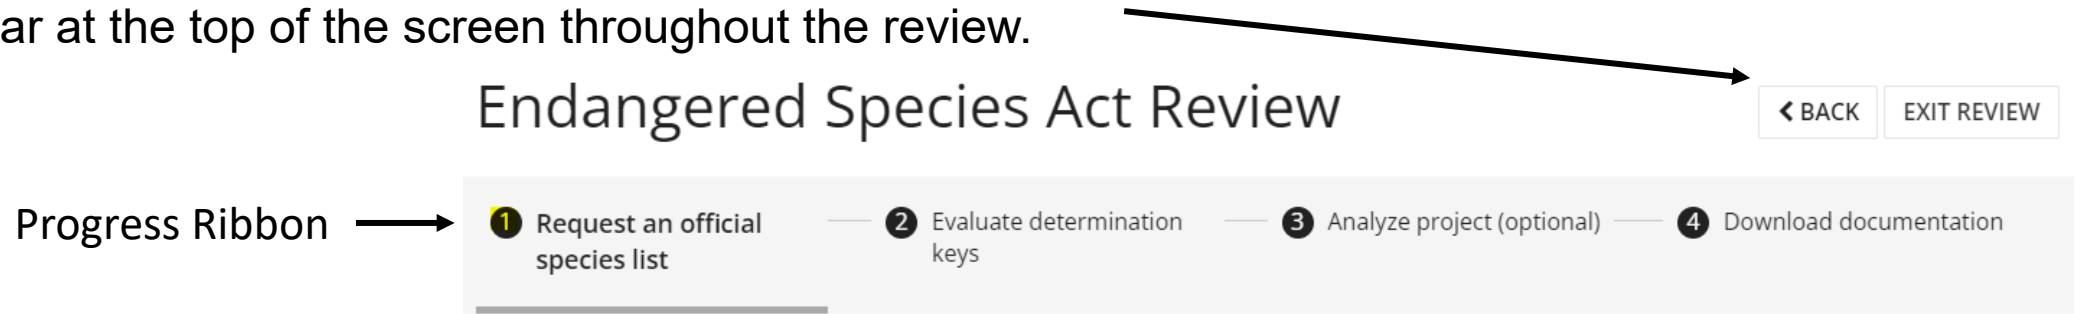 ar at the top of the screen throughout the review.
Endangered Species Act Review
BACK
EXIT REVIEW
Progress Ribbon
1 Request an official
species list
2 Evaluate determination
keys
3 Analyze project (optional)
4 Download documentation